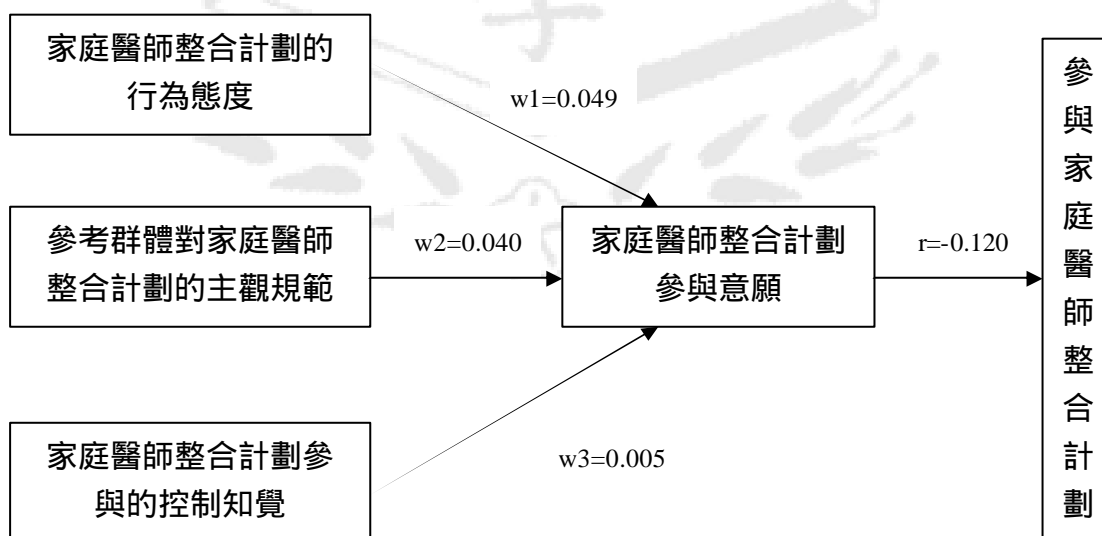 家庭醫師整合計劃的
行為態度
w1=0.049
參考群體對家庭醫師
整合計劃的主觀規範
w2=0.040
家庭醫師整合計劃
參與意願
r=-0.120
家庭醫師整合計劃參
與的控制知覺
w3=0.005
參與家庭醫師整合計劃